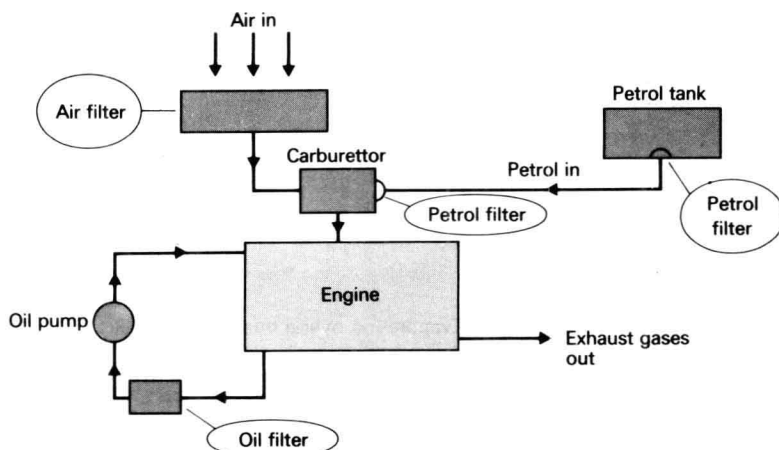 Air in
Air filter
Petrol tank
Carburettor
Petrol in
Petrol filter
Petrol
filter
Engine
Oil pump
Exhaust gases
out
Oil filter